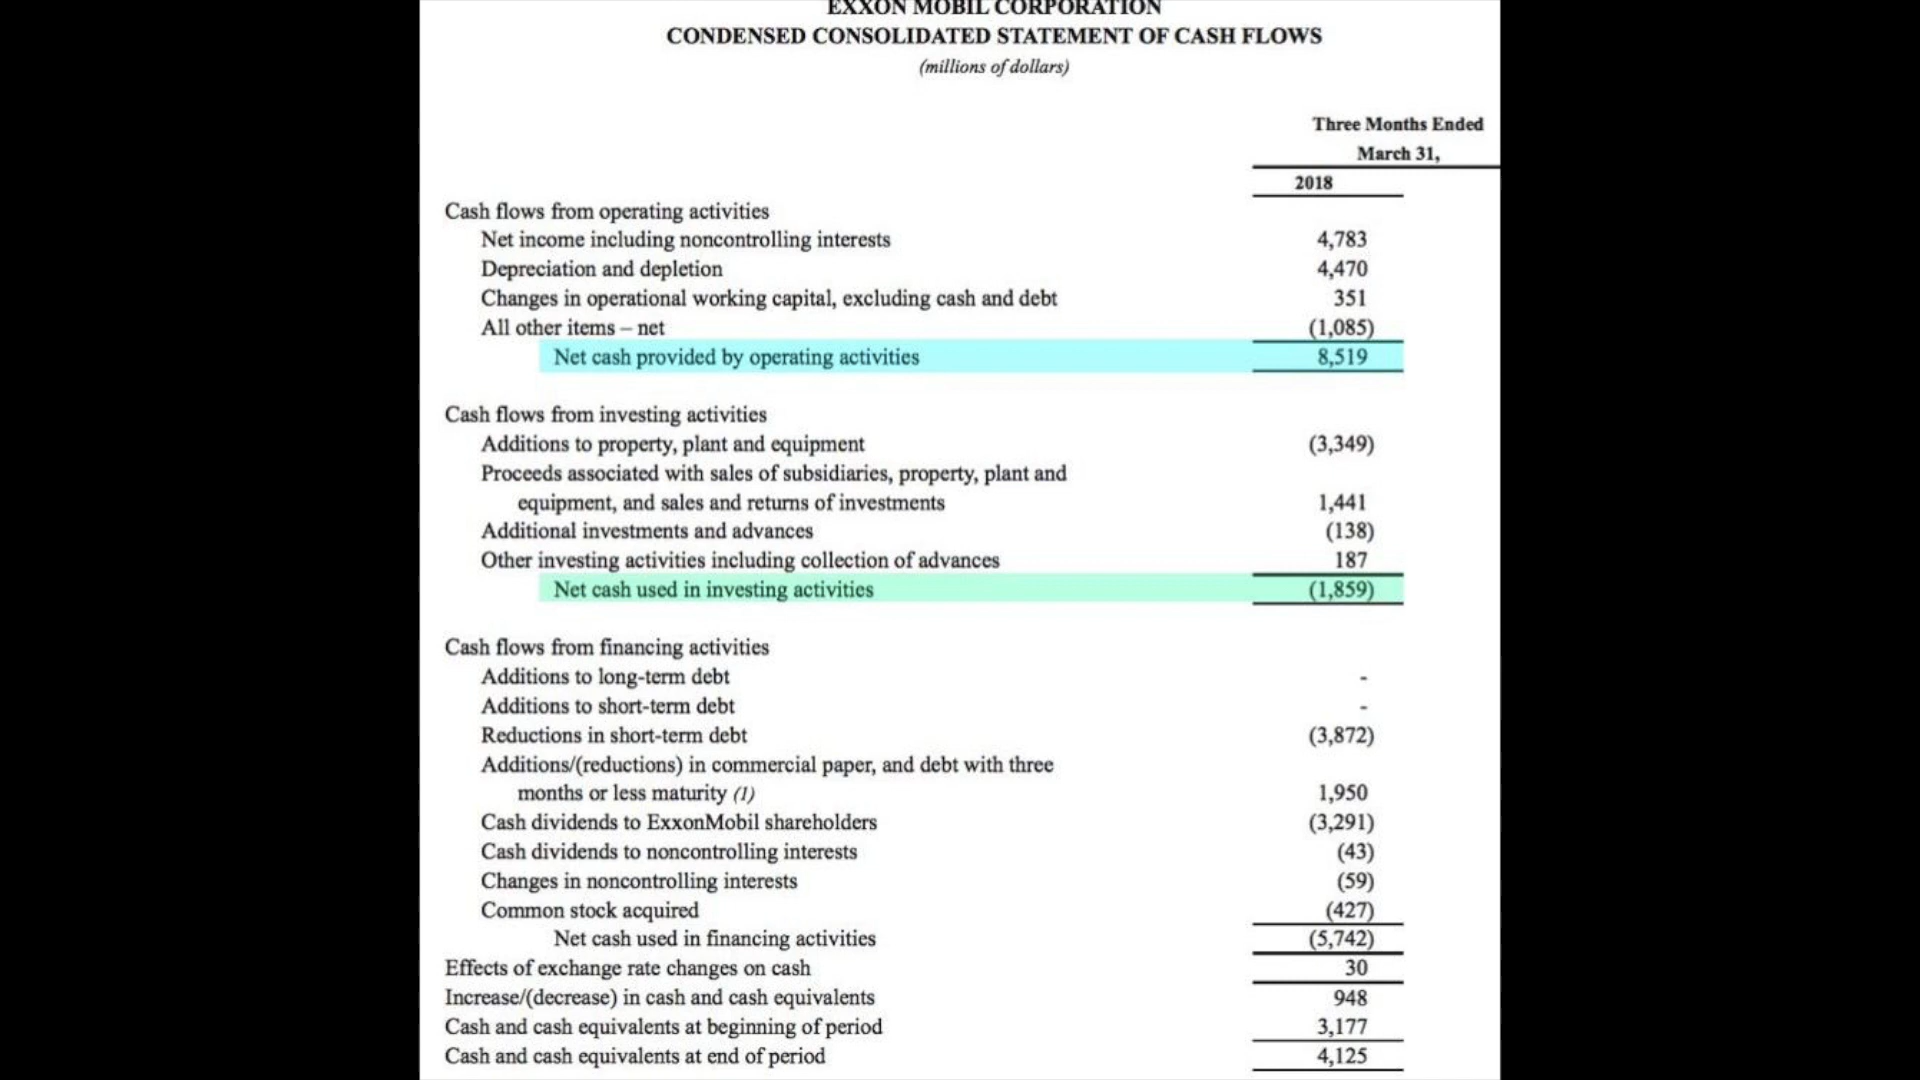 EXXON MOBIL CORPORATION
CONDENSED CONSOLIDATED STATEMENT OF CASH FLOWS
(millions of dollars)
Three Months Ended
March 31,
2018
Cash flows from operating activities
Net income including noncontrolling interests 4,783
Depreciation and depletion 4,470
Changes in operational working capital, excluding cash and debt 351
All other items – net (1,085)
Net cash provided by operating activities 8,519
Cash flows from investing activities
Additions to property, plant and equipment (3,349)
Proceeds associated with sales of subsidiaries, property, plant and
equipment, and sales and returns of investments 1,441
Additional investments and advances (138)
Other investing activities including collection of advances 187
Net cash used in investing activities (1,859)
Cash flows from financing activities
Additions to long-term debt -
Additions to short-term debt -
Reductions in short-term debt (3,872)
Additions/(reductions) in commercial paper, and debt with three
months or less maturity (1) 1,950
Cash dividends to ExxonMobil shareholders (3,291)
Cash dividends to noncontrolling interests (43)
Changes in noncontrolling interests (59)
Common stock acquired (427)
Net cash used in financing activities (5,742)
Effects of exchange rate changes on cash 30
Increase/(decrease) in cash and cash equivalents 948
Cash and cash equivalents at beginning of period 3,177
Cash and cash equivalents at end of period 4,125